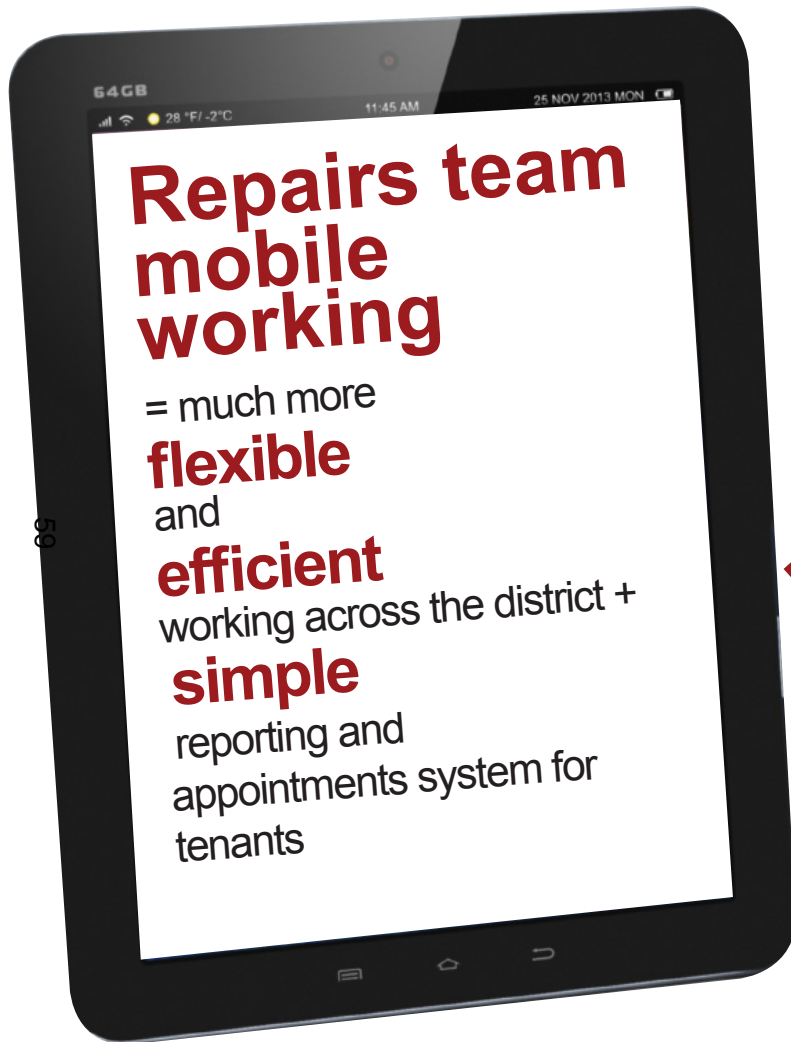 64GB
28 °F/ -2°C 11:45 AM 25 NOV 2013 MON
Repairs team
mobile
working
= much more
flexible
and
efficient
working across the district +
simple
reporting and
appointments system for
tenants
59